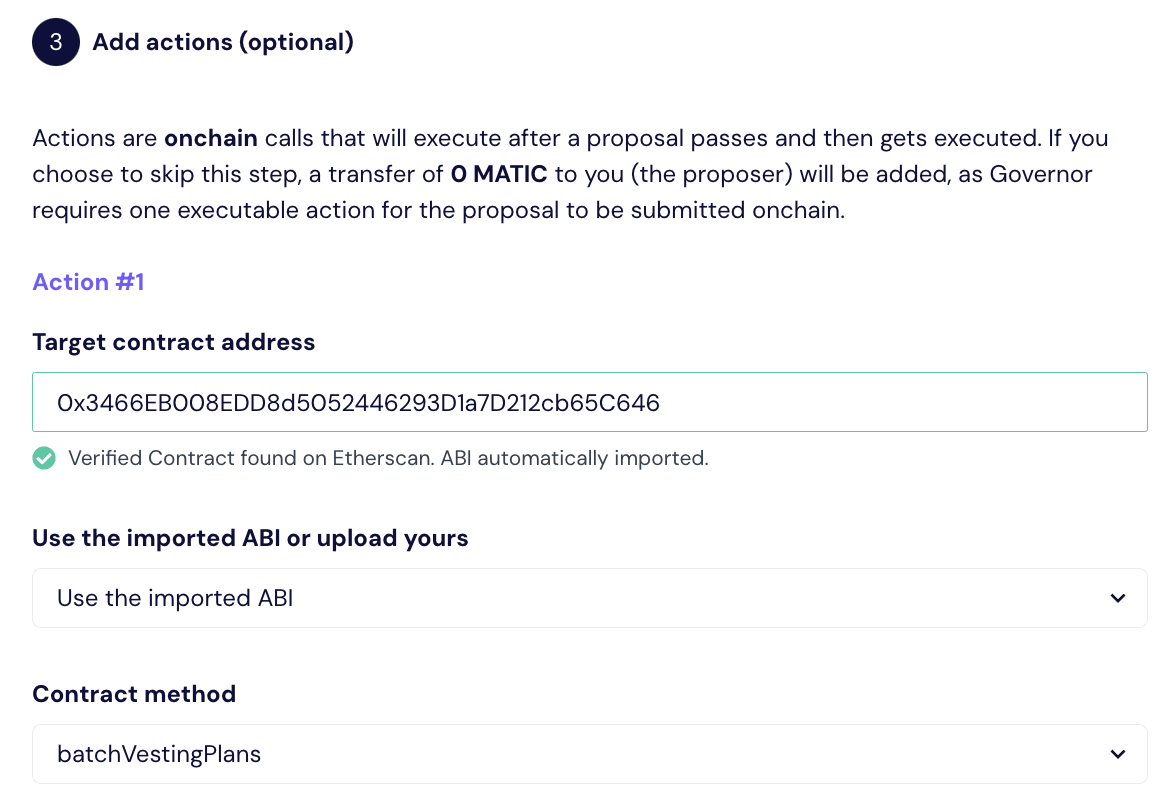 3 Add actions (optional)
Actions are onchain calls that will execute after a proposal passes and then gets executed. If you
choose to skip this step, a transfer of 0 MATIC to you (the proposer) will be added, as Governor
requires one executable action for the proposal to be submitted onchain.
Action #1
Target contract address
0x3466EB008EDD8d5052446293D1a7D212cb65C646
Verified Contract found on Etherscan. ABI automatically imported.
Use the imported ABI or upload yours
Use the imported ABI
Contract method
batchVestingPlans